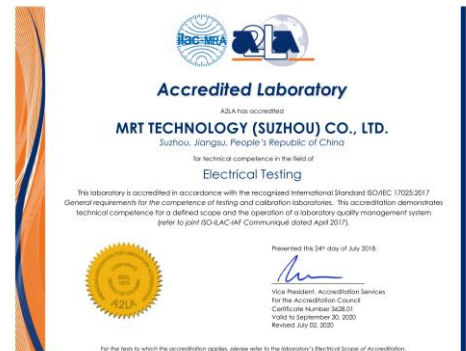 ilac-MRA
A2LA
Accredited Laboratory
A2LA has accredited
MRT TECHNOLOGY (SUZHOU) CO., LTD.
Suzhou, Jiangsu, People's Republic of China
for technical competence in the field of
Electrical Testing
This laboratory is accredited in accordance with the recognized International Standard ISO/IEC 17025:2017
General requirements for the competence of testing and calibration laboratories. This accreditation demonstrates
technical competence for a defined scope and the operation of a laboratory quality management system
(refer to joint ISO-ILAC-IAF Communiqué dated April 2017).
Presented this 24th day of July 2018.
Vice President, Accreditation Services
For the Accreditation Council
Certificate Number 3628.01
Valid to September 30, 2020
Revised July 02, 2020
CORPORATE
SEAL
1978
A2LA
For the tests to which this accreditation applies, please refer to the laboratory's Electrical Scope of Accreditation.